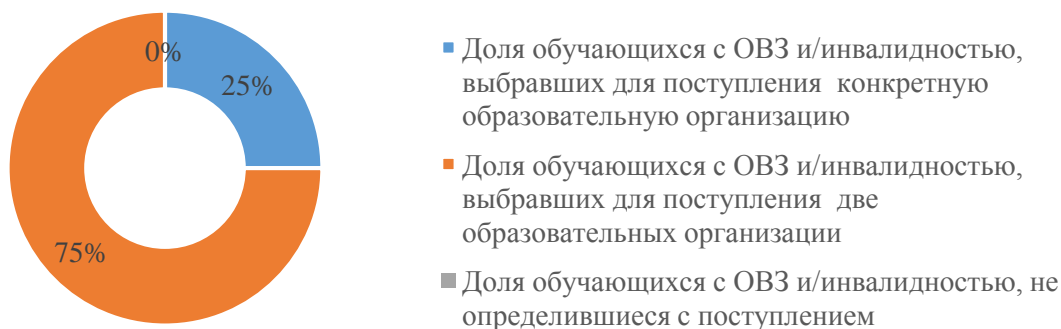 0%
25%
75%
Доля обучающихся с ОВЗ и/инвалидностью,
выбравших для поступления конкретную
образовательную организацию
Доля обучающихся с ОВЗ и/инвалидностью,
выбравших для поступления две
образовательных организации
Доля обучающихся с ОВЗ и/инвалидностью, не
определившиеся с поступлением